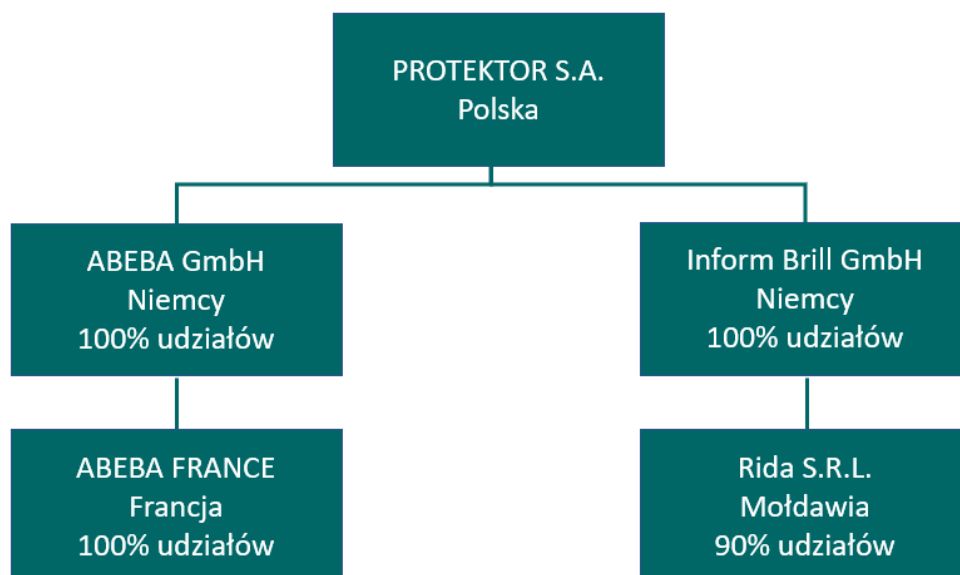 PROTEKTOR S.A.
Polska
ABEBA GmbH
Niemcy
100% udziałów
Inform Brill GmbH
Niemcy
100% udziałów
ABEBA FRANCE
Francja
100% udziałów
Rida S.R.L.
Mołdawia
90% udziałów